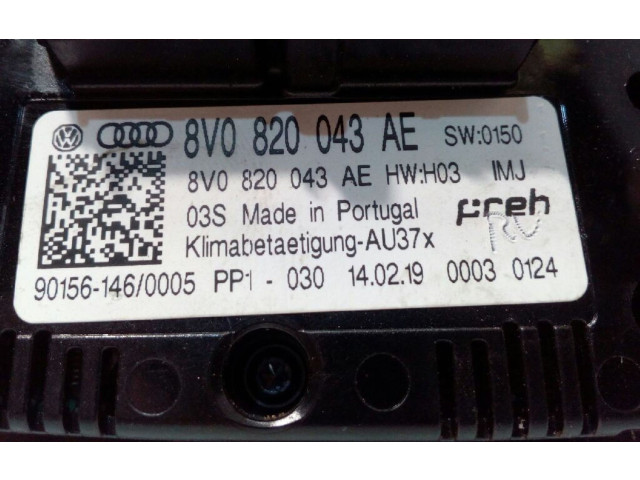 8V0 820 043 AE SW:0150
8V0 820 043 AE HW:H03 IMJ
03S Made in Portugal preh
Klimabetaetigung-AU37x RV
90156-146/0005 PP1 - 030 14.02.19 0003 0124